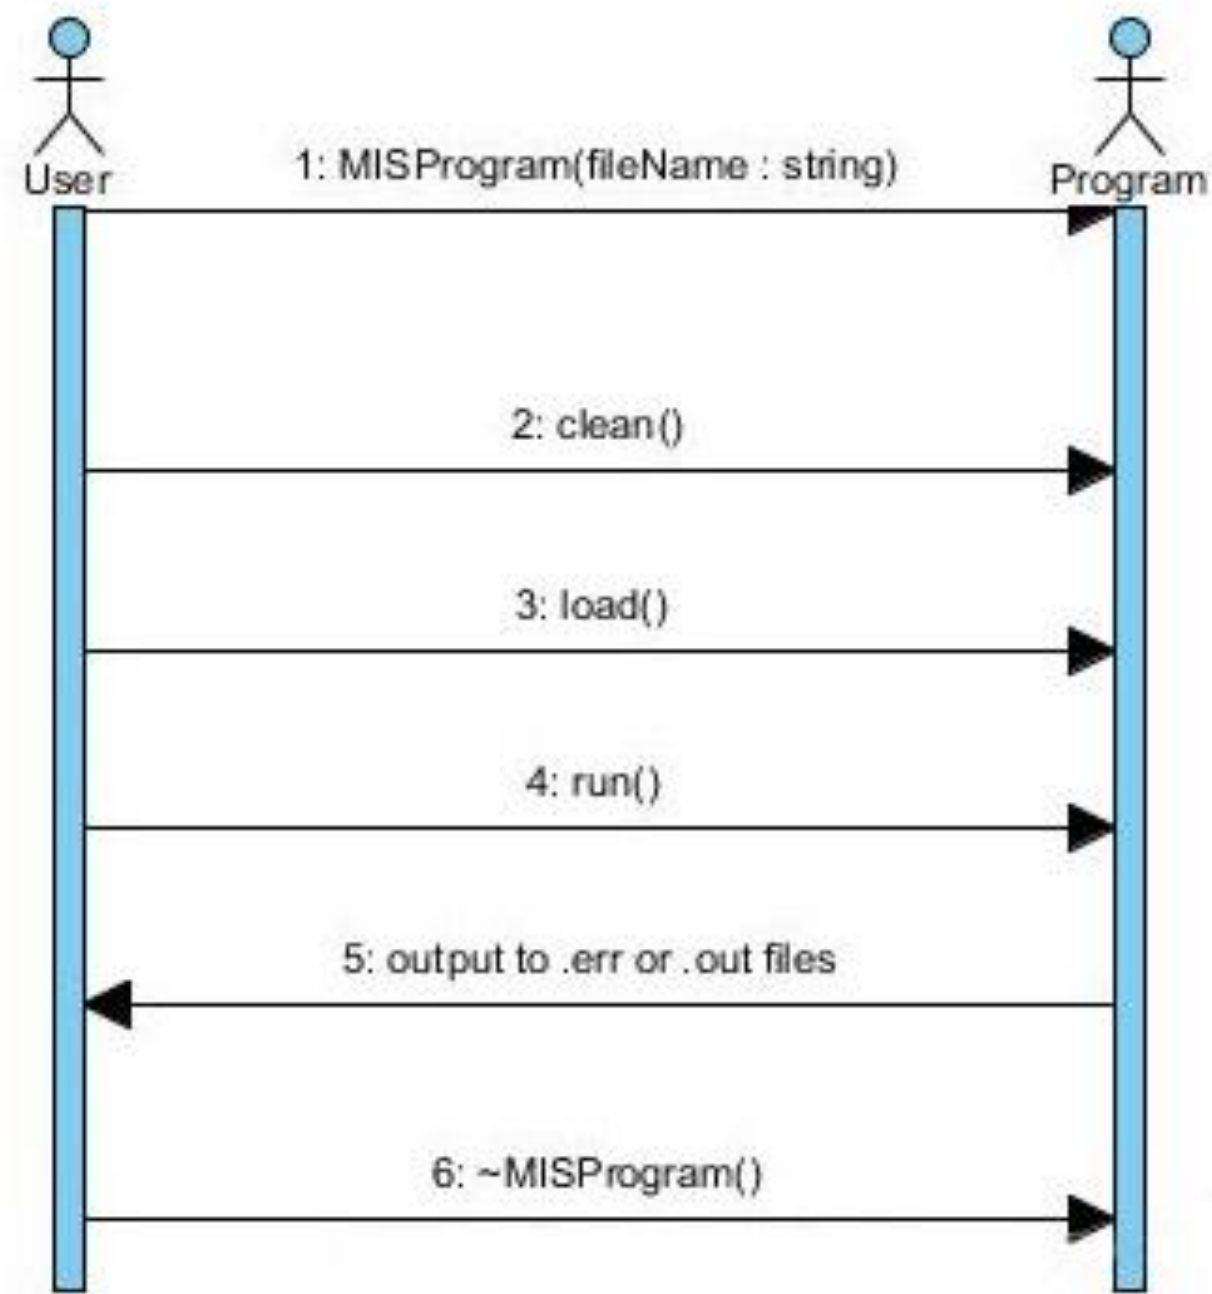 User
Program
1: MISProgram(fileName : string)
2: clean()
3: load()
4: run()
5: output to .err or .out files
6: ~MISProgram()